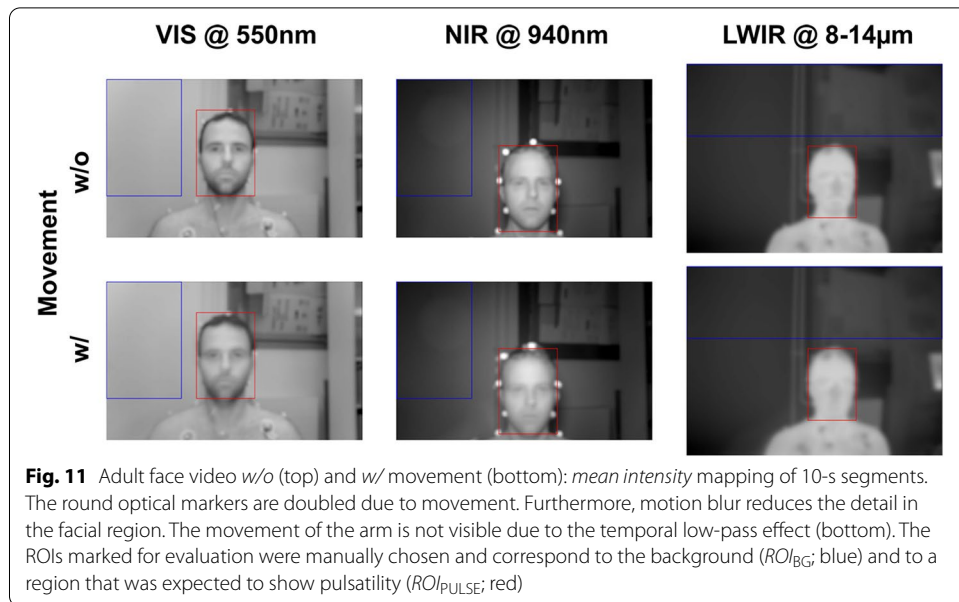 VIS @ 550nm NIR @ 940nm LWIR @ 8-14µm
Movement
w/o
w/
Fig. 11 Adult face video w/o (top) and w/ movement (bottom): mean intensity mapping of 10-s segments.
The round optical markers are doubled due to movement. Furthermore, motion blur reduces the detail in
the facial region. The movement of the arm is not visible due to the temporal low-pass effect (bottom). The
ROIs marked for evaluation were manually chosen and correspond to the background (ROIBG; blue) and to a
region that was expected to show pulsatility (ROIPULSE; red)